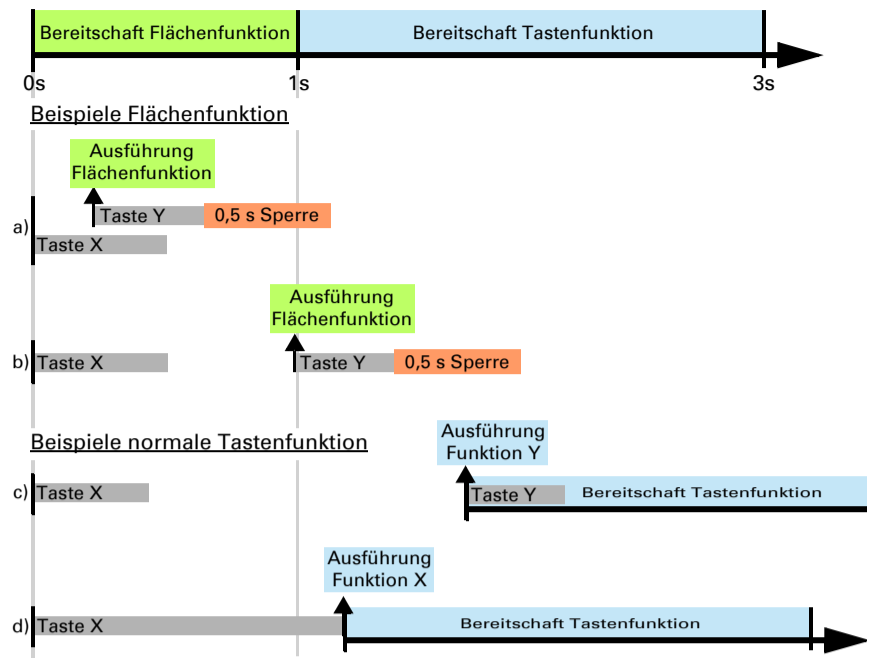 Bereitschaft Flächenfunktion
Bereitschaft Tastenfunktion
0s
1s
3s
Beispiele Flächenfunktion
Ausführung
Flächenfunktion
a)
Taste Y
0,5 s Sperre
Taste X
Ausführung
Flächenfunktion
b)
Taste X
Taste Y
0,5 s Sperre
Beispiele normale Tastenfunktion
Ausführung
Funktion Y
c)
Taste X
Taste Y
Bereitschaft Tastenfunktion
Ausführung
Funktion X
d)
Taste X
Bereitschaft Tastenfunktion